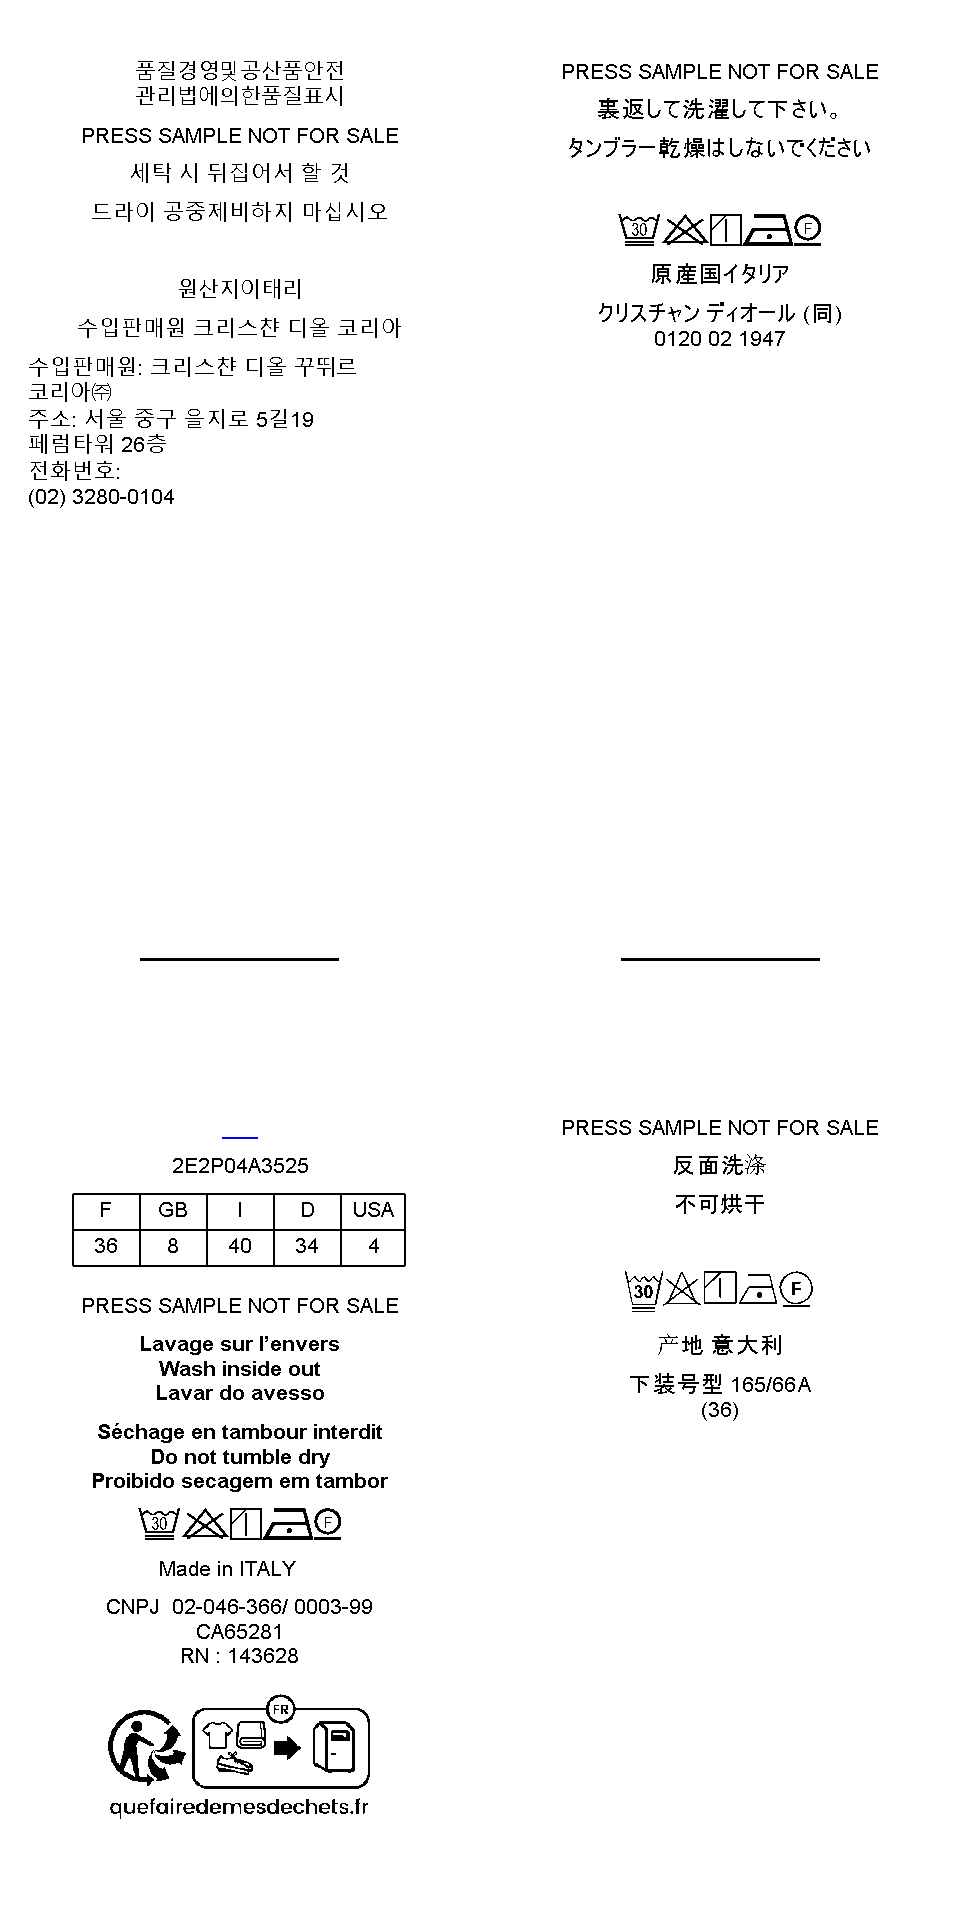 품질경영및공산품안전
관리법에의한품질표시
PRESS SAMPLE NOT FOR SALE
세탁 시 뒤집어서 할 것
드라이 공중제비하지 마십시오
원산지이태리
수입판매원 크리스챤 디올 코리아
수입판매원: 크리스챤 디올 꾸뛰르
코리아㈜
주소: 서울 중구 을지로 5길19
페럼타워 26층
전화번호:
(02) 3280-0104
PRESS SAMPLE NOT FOR SALE
裏返して洗濯して下さい。
タンブラー乾燥はしないでください
30 F
原産国イタリア
クリスチャン ディオール (同)
0120 02 1947
2E2P04A3525
F GB I D USA
36 8 40 34 4
PRESS SAMPLE NOT FOR SALE
Lavage sur l’envers
Wash inside out
Lavar do avesso
Séchage en tambour interdit
Do not tumble dry
Proibido secagem em tambor
30 F
Made in ITALY
CNPJ 02-046-366/ 0003-99
CA65281
RN : 143628
FR
quefairedemesdechets.fr
PRESS SAMPLE NOT FOR SALE
反面洗涤
不可烘干
30 F
产地 意大利
下装号型 165/66A
(36)